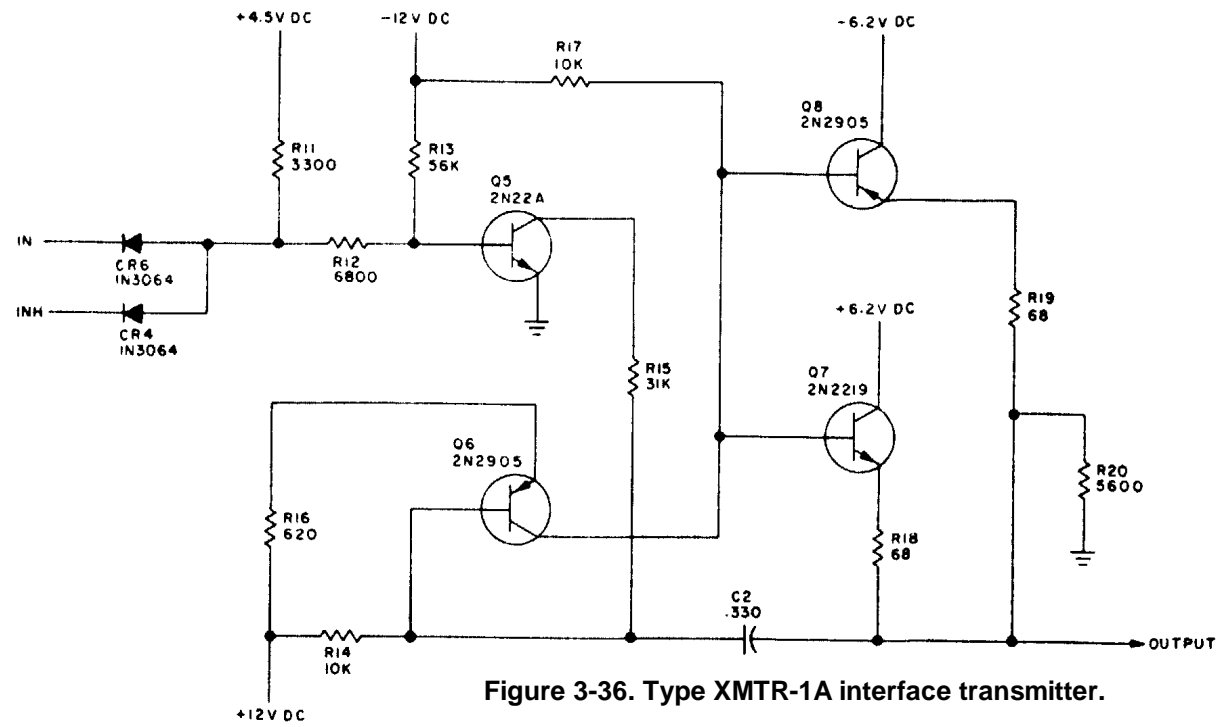 +4.5V DC
-12V DC
-6.2V DC
R17
10K
Q8
2N2905
R11
3300
R13
56K
Q5
2N22A
IN
CR6
1N3064
R12
6800
INH
CR4
1N3064
R19
68
+6.2V DC
R15
31K
Q7
2N2219
Q6
2N2905
R20
5600
R16
620
R18
68
C2
.330
R14
10K
OUTPUT
+12V DC
Figure 3-36. Type XMTR-1A interface transmitter.